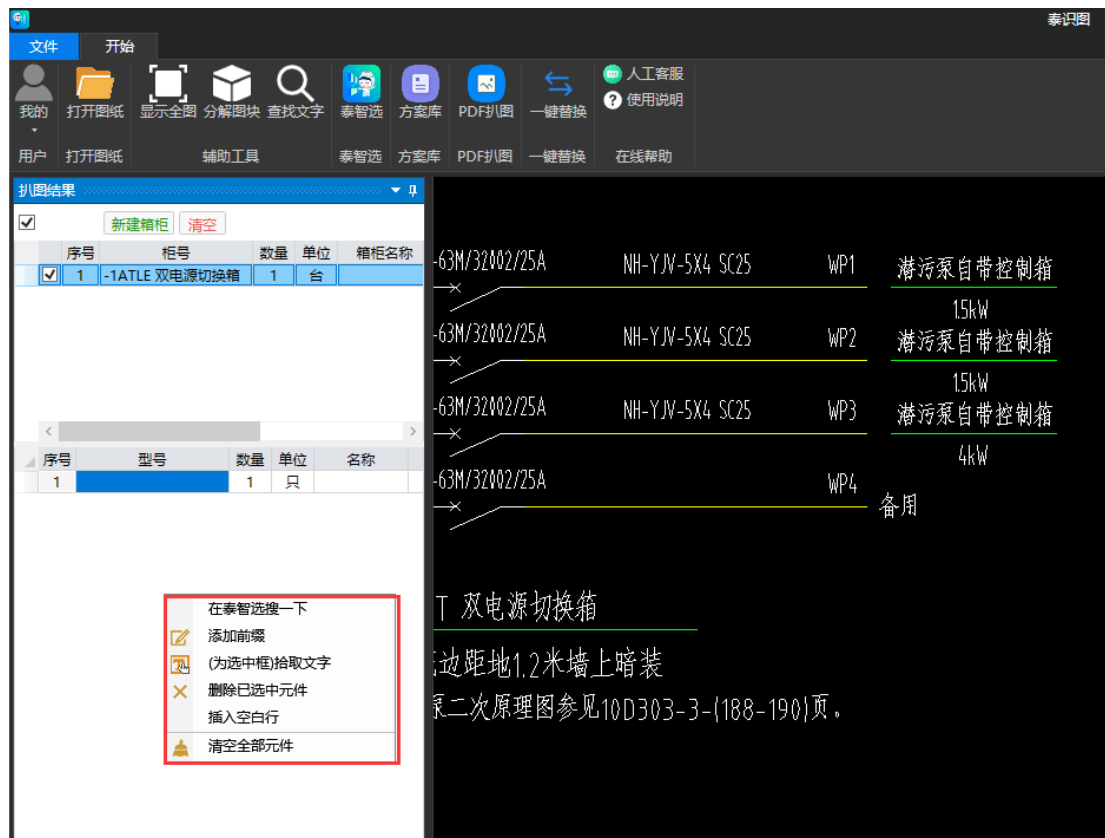 泰识图
文件 开始
我的 打开图纸 显示全图 分解图块 查找文字 泰智选 方案库 PDF扒图 一键替换 人工客服
使用说明
用户 打开图纸 辅助工具 泰智选 方案库 PDF扒图 一键替换 在线帮助
扒图结果
新建箱柜 清空
序号 柜号 数量 单位 箱柜名称
1 -1ATLE 双电源切换箱 1 台
序号 型号 数量 单位 名称
1 1 只
在泰智选搜一下
添加前缀
(为选中框)拾取文字
删除已选中元件
插入空白行
清空全部元件
-63M/32002/25A NH-YJV-5X4 SC25 WP1 潜污泵自带控制箱
1.5kW
-63M/32002/25A NH-YJV-5X4 SC25 WP2 潜污泵自带控制箱
1.5kW
-63M/32002/25A NH-YJV-5X4 SC25 WP3 潜污泵自带控制箱
4kW
-63M/32002/25A WP4 备用
T 双电源切换箱
边距地1.2米墙上暗装
泵二次原理图参见10D303-3-(188-190)页。